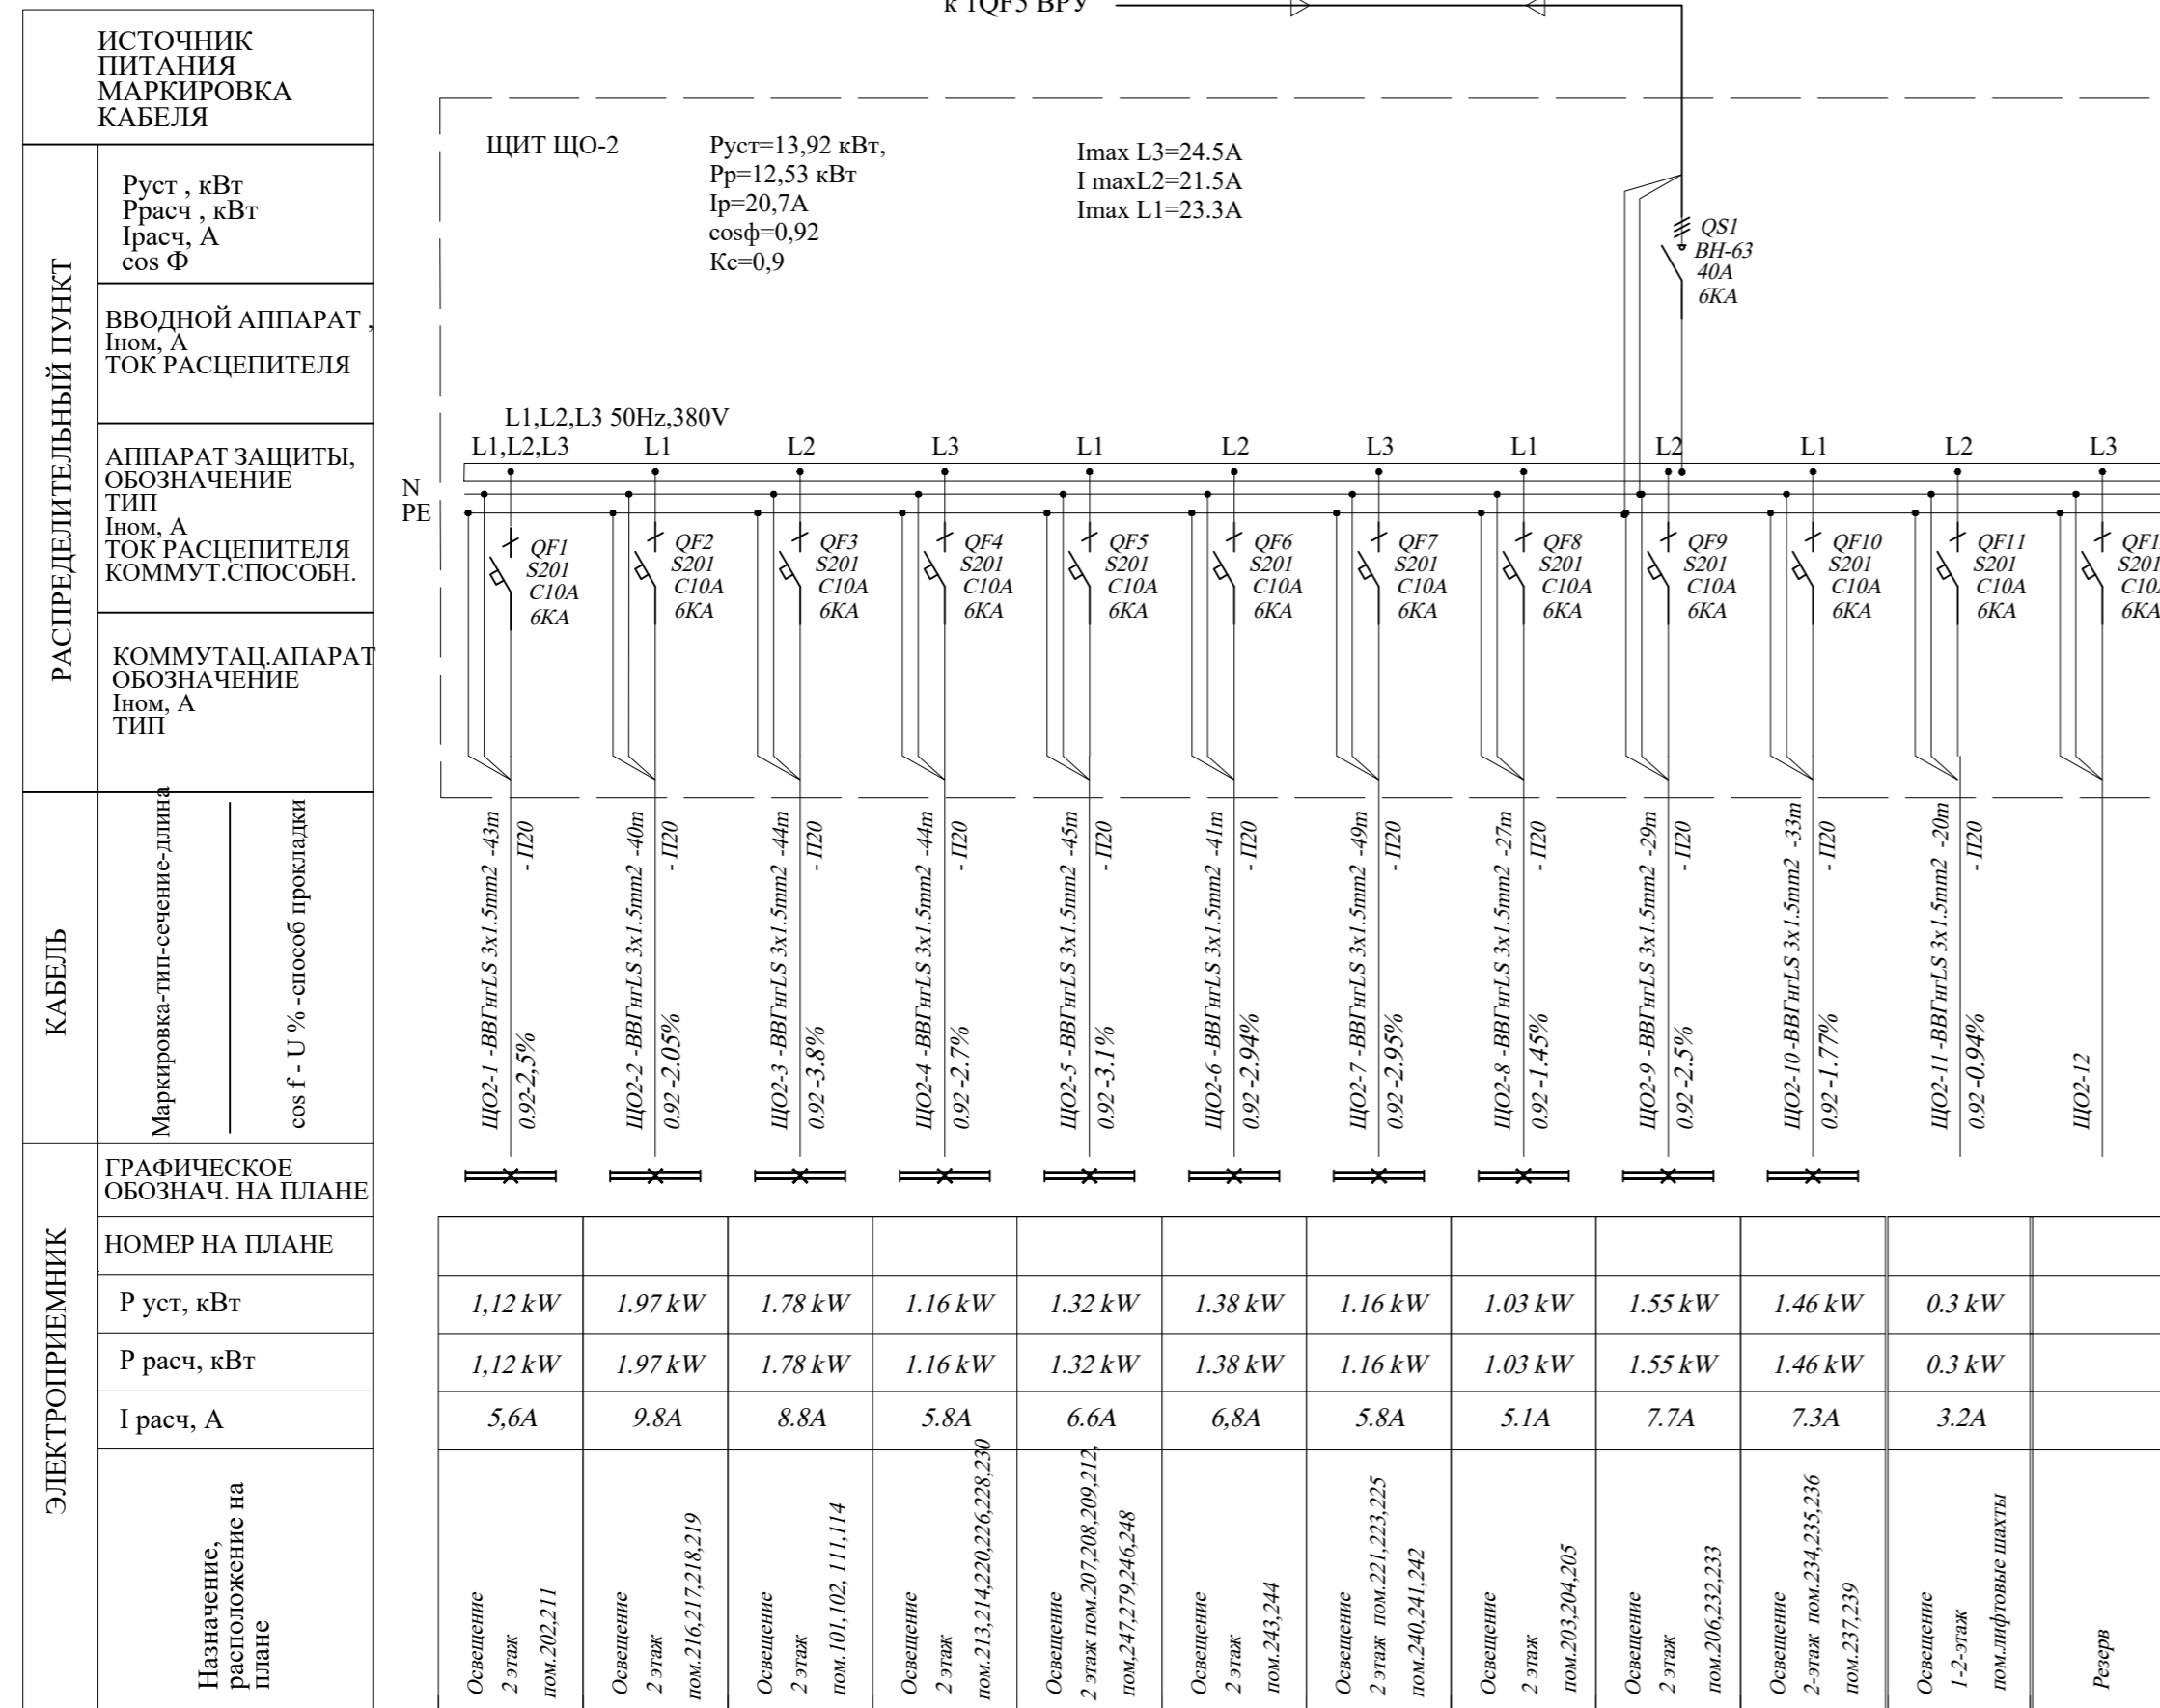 к 1QF5 ВРУ
ИСТОЧНИК
ПИТАНИЯ
МАРКИРОВКА
КАБЕЛЯ
РАСПРЕДЕЛИТЕЛЬНЫЙ ПУНКТ
Руст , кВт
Ррасч , кВт
Iрасч, А
cos Ф
ВВОДНОЙ АППАРАТ ,
Iном, А
ТОК РАСЦЕПИТЕЛЯ
АППАРАТ ЗАЩИТЫ,
ОБОЗНАЧЕНИЕ
ТИП
Iном, А
ТОК РАСЦЕПИТЕЛЯ
КОММУТ.СПОСОБН.
КОММУТАЦ.АПАРАТ
ОБОЗНАЧЕНИЕ
Iном, А
ТИП
ЩИТ ЩО-2
Руст=13,92 кВт,
Рр=12,53 кВт
Iр=20,7А
cosф=0,92
Кс=0,9
Imax L3=24.5A
I maxL2=21.5A
Imax L1=23.3A
QS1
ВН-63
40А
6КА
L1,L2,L3 50Hz,380V
L1,L2,L3
L1
L2
L3
L1
L2
L3
L1
L2
L1
L2
L3
N
PE
QF1
S201
C10A
6КА
QF2
S201
C10A
6КА
QF3
S201
C10A
6КА
QF4
S201
C10A
6КА
QF5
S201
C10A
6КА
QF6
S201
C10A
6КА
QF7
S201
C10A
6КА
QF8
S201
C10A
6КА
QF9
S201
C10A
6КА
QF10
S201
C10A
6КА
QF11
S201
C10A
6КА
S201
6КА
КАБЕЛЬ
Маркировка-тип-сечение-длина
cos f - U % -способ прокладки
ЩО2-1 -ВВГнгLS 3x1.5mm2 -43m
0.92-2,5% - П20
ЩО2-2 -ВВГнгLS 3x1.5mm2 -40m
0.92 -2.05% - П20
ЩО2-3 -ВВГнгLS 3x1.5mm2 -44m
0.92 -3.8% - П20
ЩО2-4 -ВВГнгLS 3x1.5mm2 -44m
0.92 -2.7% - П20
ЩО2-5 -ВВГнгLS 3x1.5mm2 -45m
0.92 -3.1% - П20
ЩО2-6 -ВВГнгLS 3x1.5mm2 -41m
0.92 -2.94% - П20
ЩО2-7 -ВВГнгLS 3x1.5mm2 -49m
0.92 -2.95% - П20
ЩО2-8 -ВВГнгLS 3x1.5mm2 -27m
0.92 -1.45% - П20
ЩО2-9 -ВВГнгLS 3x1.5mm2 -29m
0.92 -2.5% - П20
ЩО2-10-ВВГнгLS 3x1.5mm2 -33m
0.92 -1.77% - П20
ЩО2-11 -ВВГнгLS 3x1.5mm2 -20m
0.92 -0.94% - П20
ЩО2-12
ЭЛЕКТРОПРИЕМНИК
ГРАФИЧЕСКОЕ
ОБОЗНАЧ. НА ПЛАНЕ
НОМЕР НА ПЛАНЕ
Р уст, кВт
1,12 kW 1.97 kW 1.78 kW 1.16 kW 1.32 kW 1.38 kW 1.16 kW 1.03 kW 1.55 kW 1.46 kW 0.3 kW
Р расч, кВт
1,12 kW 1.97 kW 1.78 kW 1.16 kW 1.32 kW 1.38 kW 1.16 kW 1.03 kW 1.55 kW 1.46 kW 0.3 kW
I расч, А
5,6A 9.8A 8.8A 5.8A 6.6A 6,8A 5.8A 5.1A 7.7A 7.3A 3.2A
Назначение,
расположение на
плане
Освещение
2 этаж
пом.202,211
Освещение
2 этаж
пом.216,217,218,219
Освещение
2 этаж
пом.101,102, 111,114
Освещение
2 этаж
пом.213,214,220,226,228,230
Освещение
2 этаж пом.207,208,209,212,
пом,247,279,246,248
Освещение
2 этаж
пом.243,244
Освещение
2 этаж пом.221,223,225
пом.240,241,242
Освещение
2 этаж
пом.203,204,205
Освещение
2 этаж
пом.206,232,233
Освещение
2-этаж пом.234,235,236
пом.237,239
Освещение
1-2-этаж
пом.лифтовые шахты
Резерв